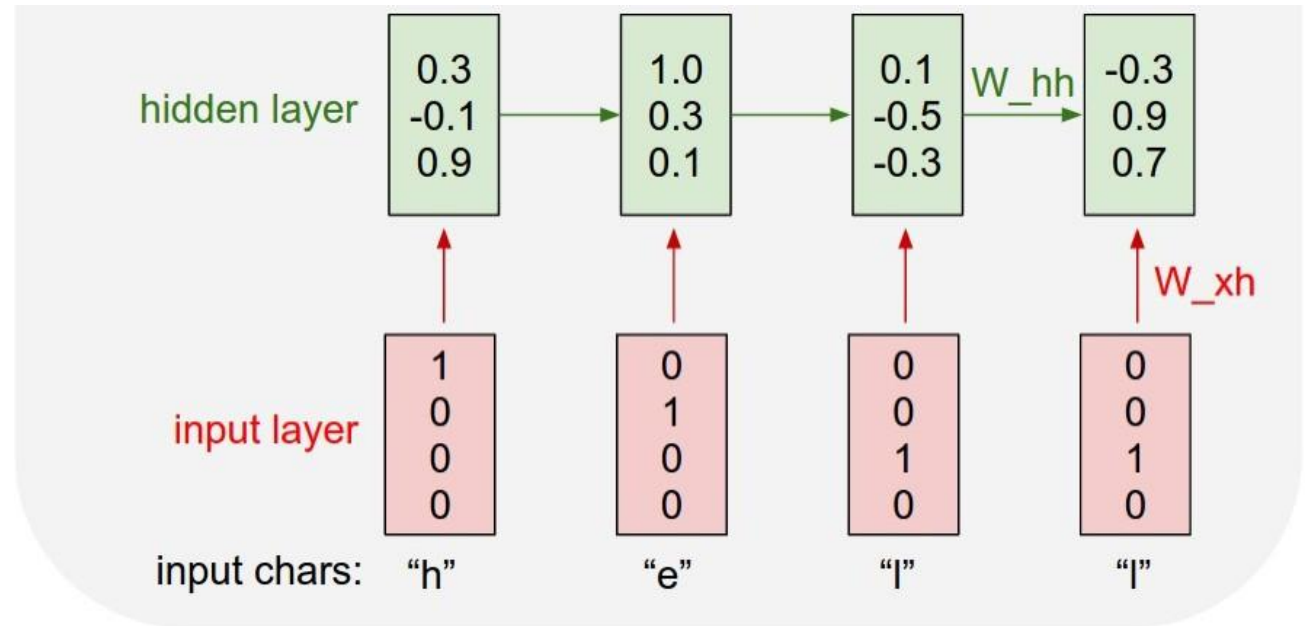 hidden layer
0.3 1.0 0.1 W_hh -0.3
-0.1 0.3 -0.5 0.9
0.9 0.1 -0.3 0.7
W_xh
input layer
1 0 0 0
0 1 0 0
0 0 1 1
0 0 0 0
input chars: “h” “e” “l” “l”